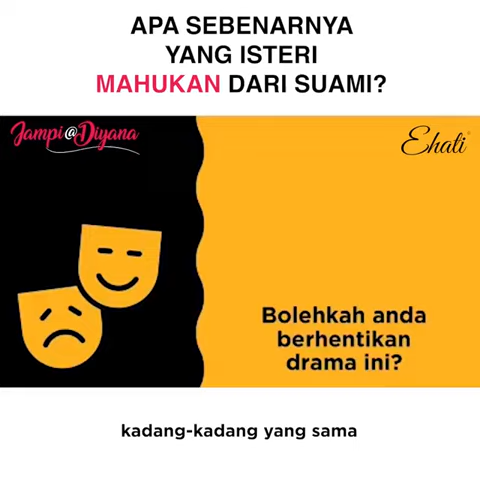 APA SEBENARNYA
YANG ISTERI
MAHUKAN DARI SUAMI?
Jampi@Diyana
Ehati
Bolehkah anda
berhentikan
drama ini?
kadang-kadang yang sama